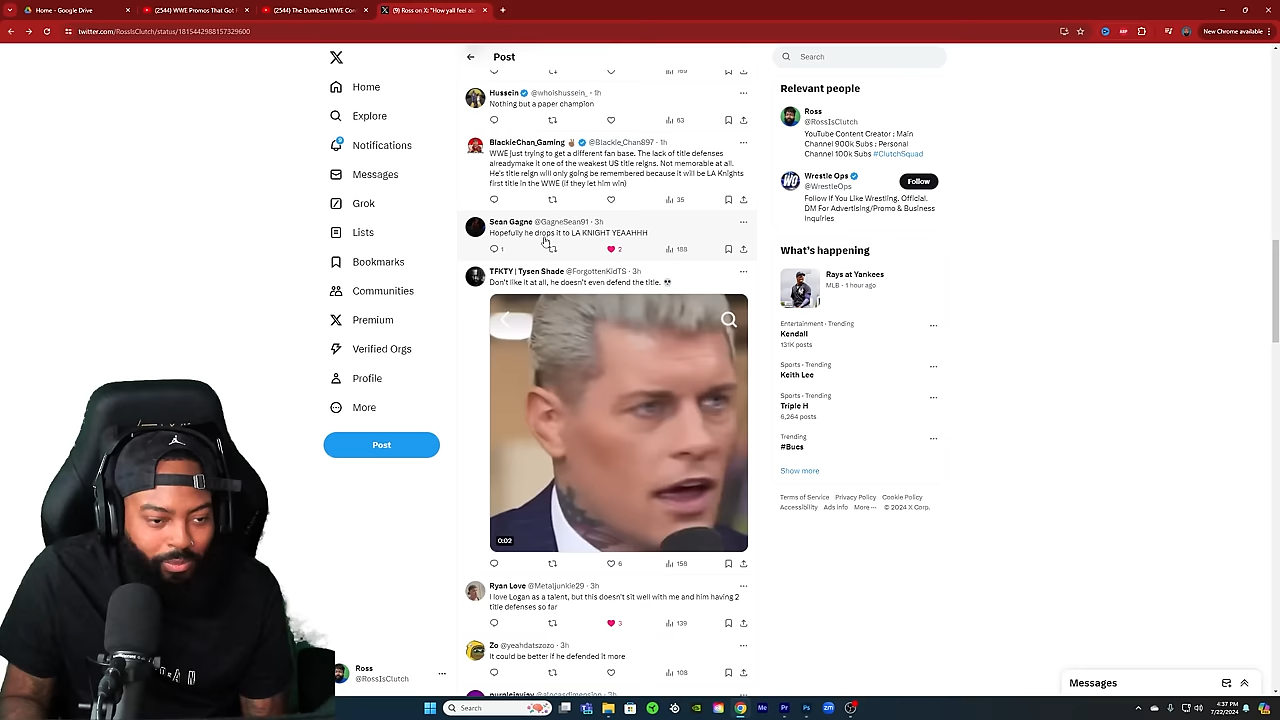 Home - Google Drive
(2544) WWE Promos That Got
(2544) The Dumbest WWE Co
(9) Ross on X: "How yall feel ab
New Chrome available
twitter.com/RossIsClutch/status/1815442988157329600
Post
Search
Home
Explore
Notifications
Messages
Grok
Lists
Bookmarks
Communities
Premium
Verified Orgs
Profile
More
Post
Ross
@RossIsClutch
169
Hussein @whoishussein_ · 1h
Nothing but a paper champion
63
BlackieChan_Gaming @Blackie_Chan897 · 1h
WWE just trying to get a different fan base. The lack of title defenses
alreadymake it one of the weakest US title reigns. Not memorable at all.
He's title reign will only going be remembered because it will be LA Knights
first title in the WWE (if they let him win)
35
Sean Gagne @GagneSean91 · 3h
Hopefully he drops it to LA KNIGHT YEAAHHH
1 2 188
TFKTY | Tysen Shade @ForgottenKidTS · 3h
Don't like it at all, he doesn't even defend the title. 💀
0:02
6 158
Ryan Love @Metaljunkie29 · 3h
I love Logan as a talent, but this doesn't sit well with me and him having 2
title defenses so far
3 139
Zo @yeahdatszozo · 3h
It could be better if he defended it more
108
Relevant people
Ross
@RossIsClutch
YouTube Content Creator : Main
Channel 900k Subs : Personal
Channel 100k Subs #ClutchSquad
Wrestle Ops
@WrestleOps
Follow
Follow If You Like Wrestling. Official.
DM For Advertising/Promo & Business
Inquiries
What's happening
Rays at Yankees
MLB · 1 hour ago
Entertainment · Trending
Kendall
131K posts
Sports · Trending
Keith Lee
Sports · Trending
Triple H
6,264 posts
Trending
#Bucs
Show more
Terms of Service Privacy Policy Cookie Policy
Accessibility Ads info More ··· © 2024 X Corp.
Messages
Search
4:37 PM
7/22/2024